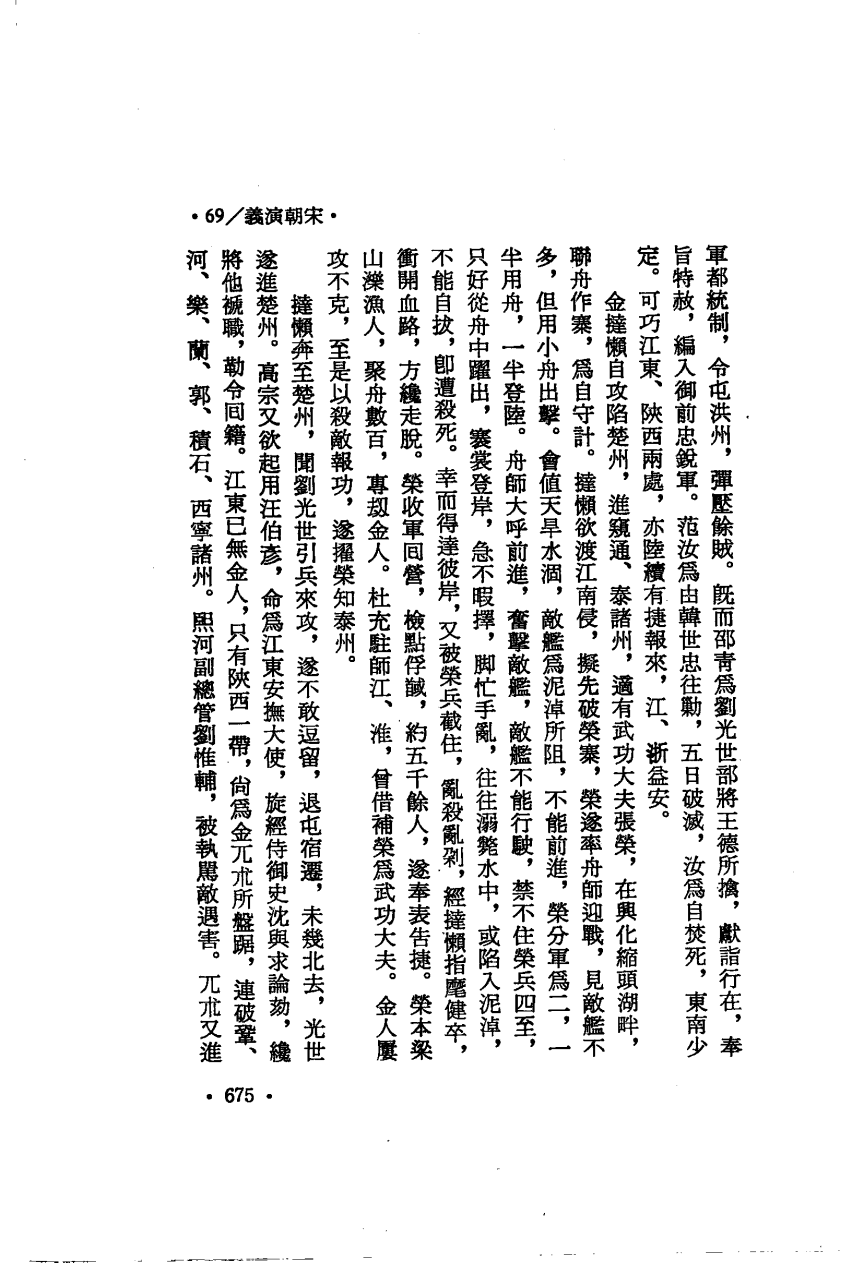 •宋朝演義/69•
軍都統制，令屯洪州，彈壓餘賊。既而邵青爲劉光世部將王德所擒，獻詣行在，奉
旨特赦，編入御前忠銳軍。范汝爲由韓世忠往勦，五日破滅，汝爲自焚死，東南少
定。可巧江東、陝西兩處，亦陸續有捷報來，江、浙益安。
金撻懶自攻陷楚州，進窺通、泰諸州，適有武功大夫張榮，在興化縮頭湖畔，
聯舟作寨，爲自守計。撻懶欲渡江南侵，擬先破榮寨，榮遂率舟師迎戰，見敵艦不
多，但用小舟出擊。會值天旱水涸，敵艦爲泥淖所阻，不能前進，榮分軍爲二，一
半用舟，一半登陸。舟師大呼前進，奮擊敵艦，敵艦不能行駛，禁不住榮兵四至，
只好從舟中躍出，褰裳登岸，急不暇擇，脚忙手亂，往往溺斃水中，或陷入泥淖，
不能自拔，卽遭殺死。幸而得達彼岸，又被榮兵截住，亂殺亂剁，經撻懶指麾健卒，
衝開血路，方纔走脫。榮收軍回營，檢點俘馘，約五千餘人，遂奉表告捷。榮本梁
山濼漁人，聚舟數百，專刼金人。杜充駐師江、淮，曾借補榮爲武功大夫。金人屢
攻不克，至是以殺敵報功，遂擢榮知泰州。
撻懶奔至楚州，聞劉光世引兵來攻，遂不敢逗留，退屯宿遷，未幾北去，光世
遂進楚州。高宗又欲起用汪伯彥，命爲江東安撫大使，旋經侍御史沈與求論劾，纔
將他褫職，勒令回籍。江東已無金人，只有陝西一帶，尙爲金兀朮所盤踞，連破鞏、
河、樂、蘭、郭、積石、西寧諸州。熙河副總管劉惟輔，被執罵敵遇害。兀朮又進
•675•